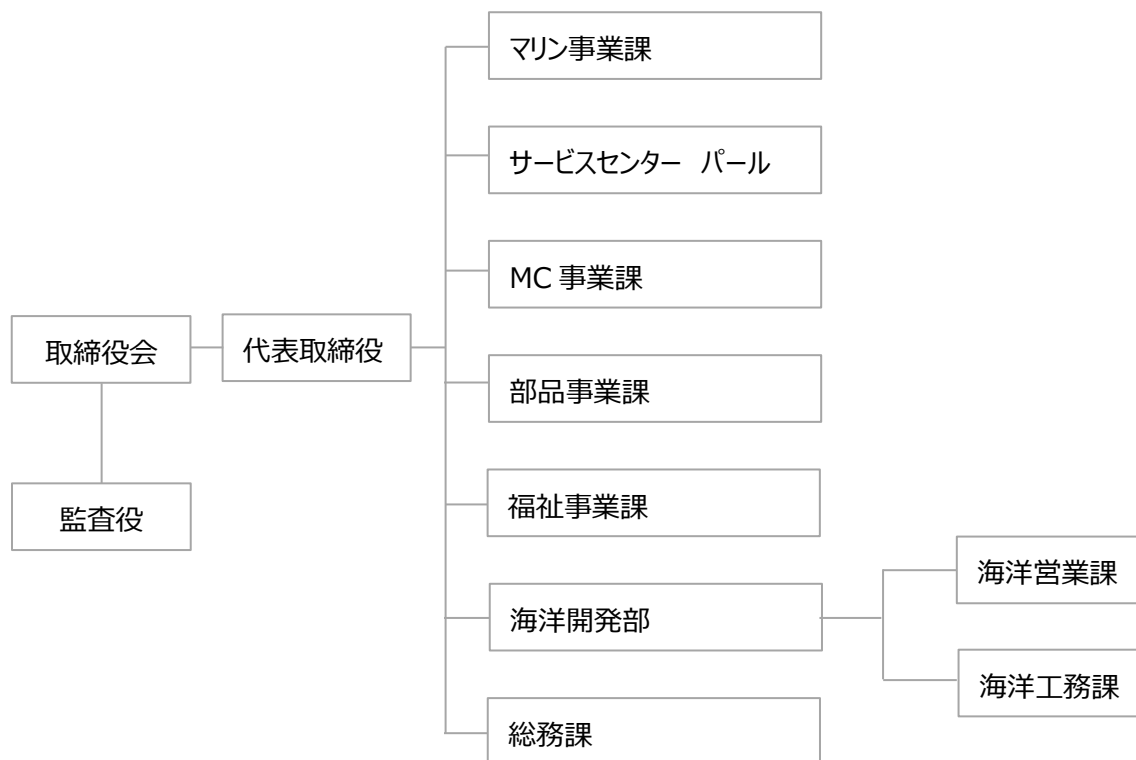 マリン事業課
サービスセンター パール
MC 事業課
取締役会
代表取締役
部品事業課
監査役
福祉事業課
海洋開発部
海洋営業課
海洋工務課
総務課